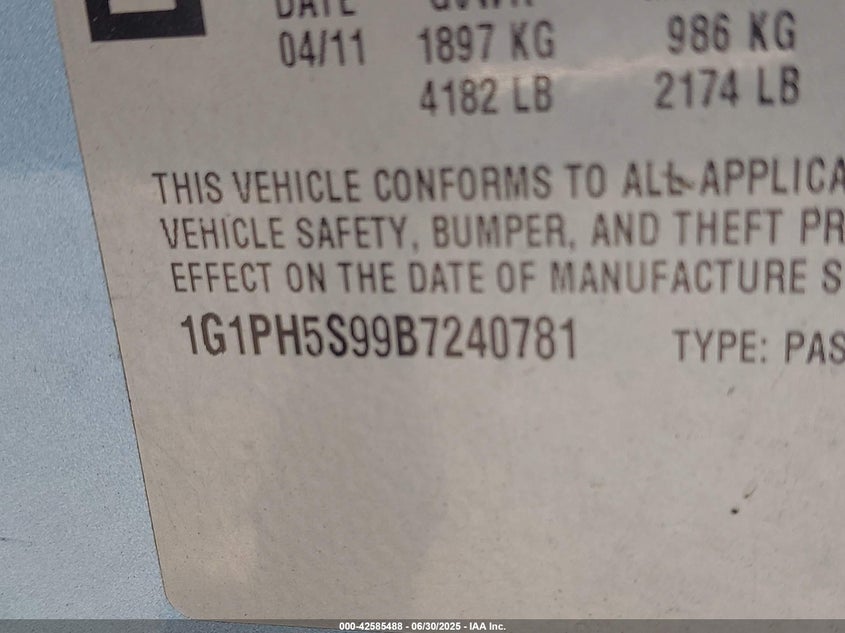 DATE
04/11 1897 KG 986 KG
4182 LB 2174 LB
THIS VEHICLE CONFORMS TO ALL APPLICA
VEHICLE SAFETY, BUMPER, AND THEFT PR
EFFECT ON THE DATE OF MANUFACTURE S
1G1PH5S99B7240781 TYPE: PAS
000-42585488 - 06/30/2025 - IAA Inc.